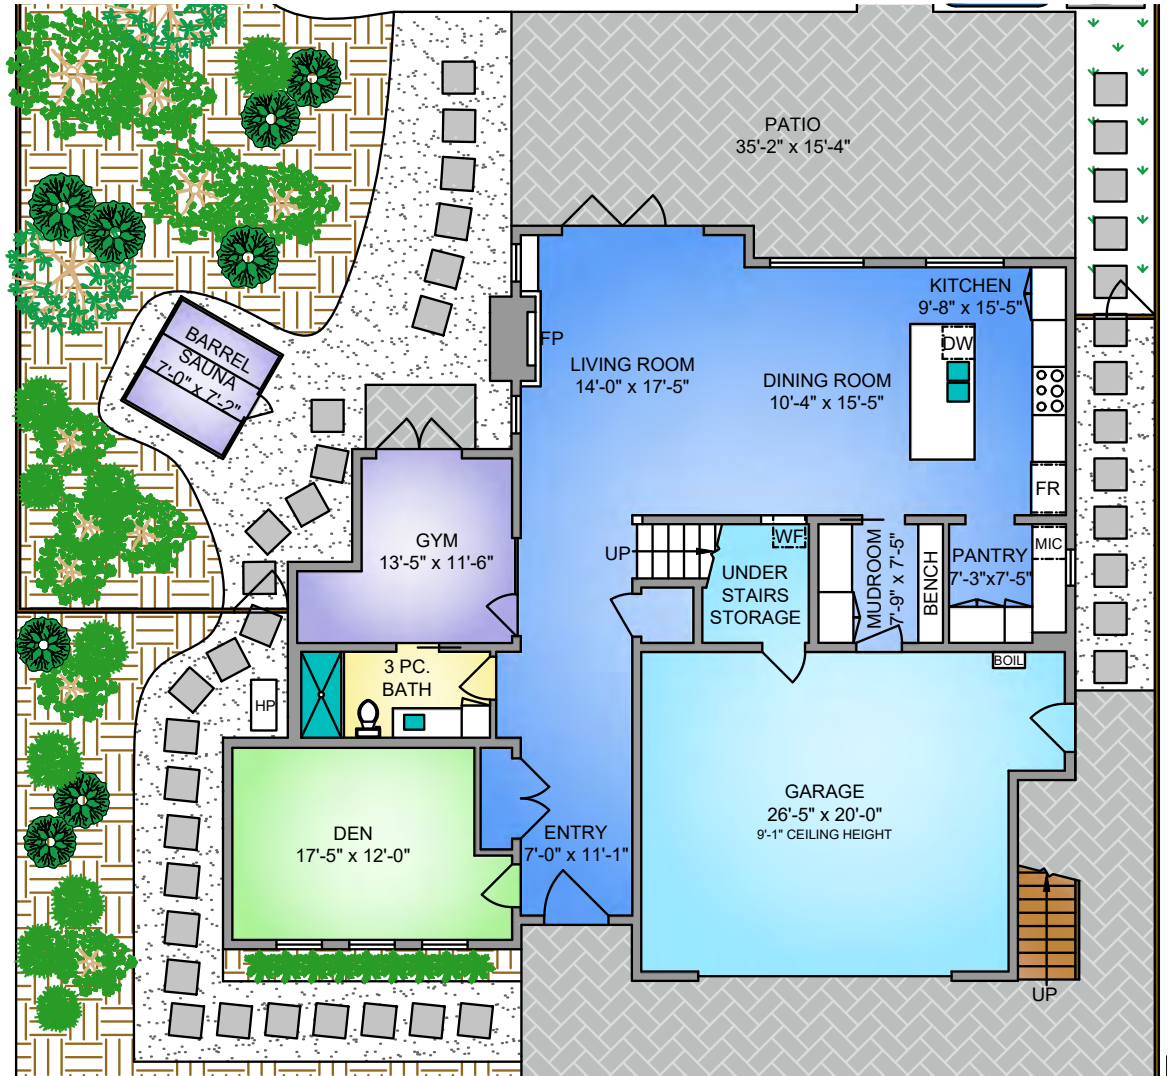 PATIO
35'-2" x 15'-4"
KITCHEN
9'-8" x 15'-5"
BARREL
SAUNA
7'-0" x 7'-2"
FP
DW
LIVING ROOM
14'-0" x 17'-5"
DINING ROOM
10'-4" x 15'-5"
FR
GYM
13'-5" x 11'-6"
UP
WF
UNDER
STAIRS
STORAGE
MUDROOM
7'-9" x 7'-5"
BENCH
MIC
PANTRY
7'-3"x7'-5"
3 PC.
BATH
BOIL
HP
GARAGE
26'-5" x 20'-0"
9'-1" CEILING HEIGHT
DEN
17'-5" x 12'-0"
ENTRY
7'-0" x 11'-1"
UP